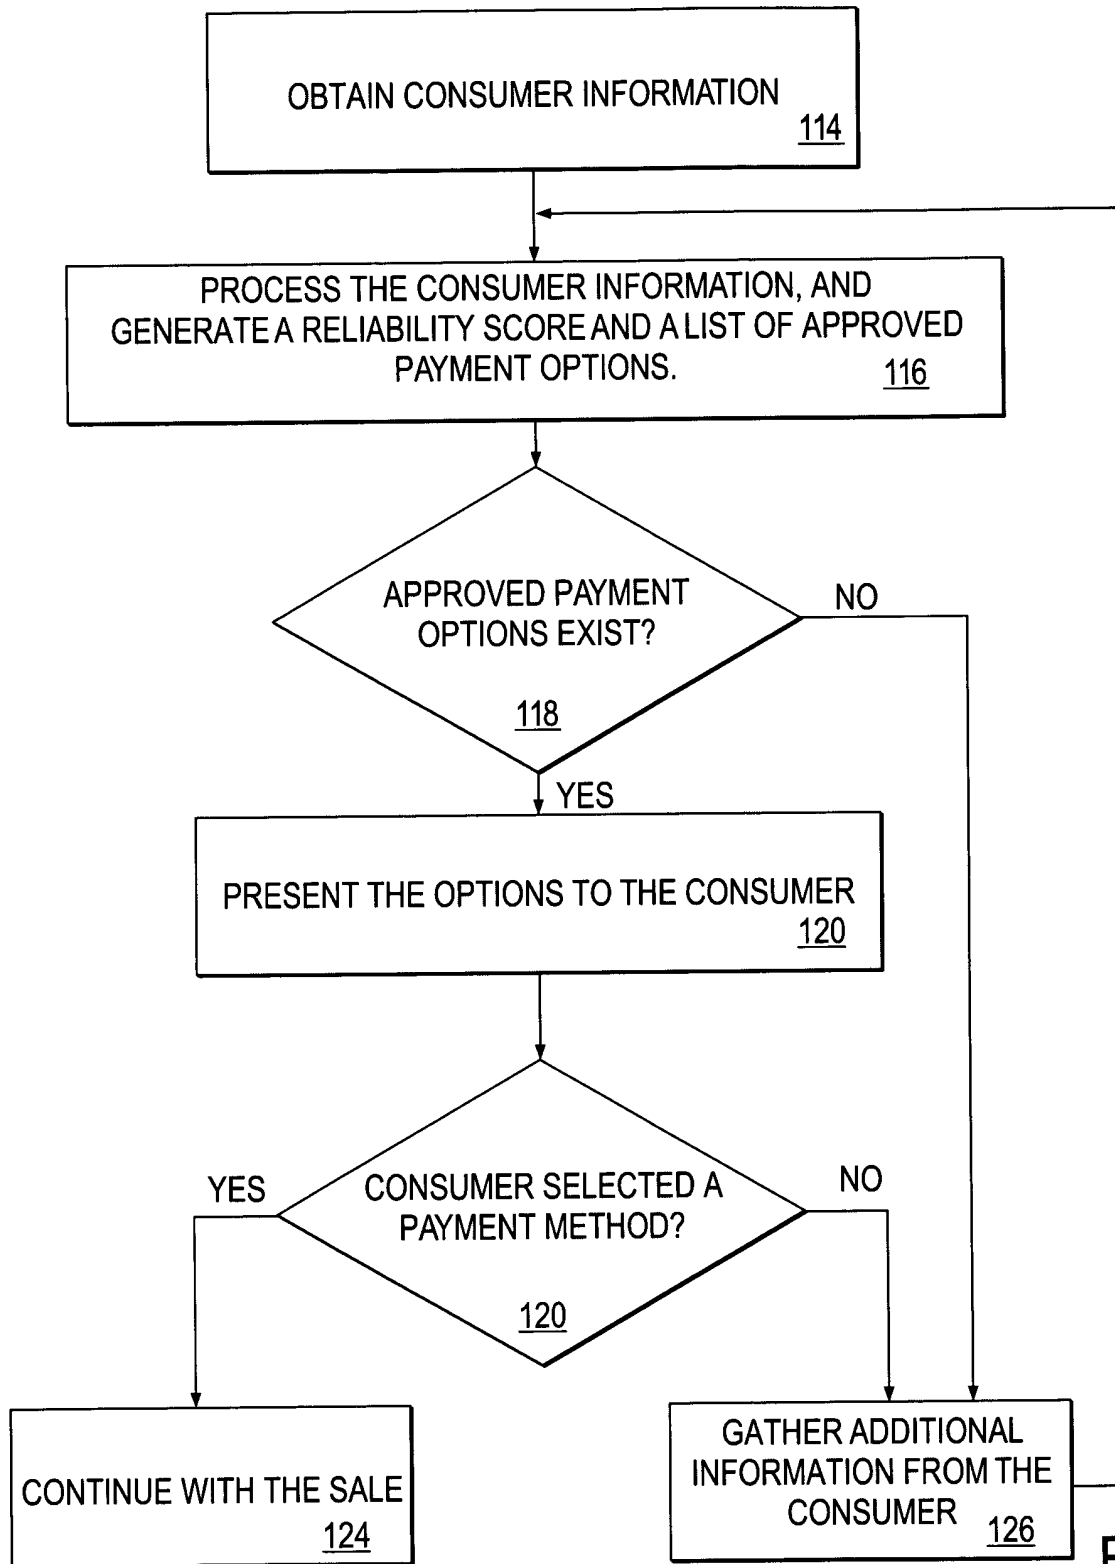 OBTAIN CONSUMER INFORMATION
114
PROCESS THE CONSUMER INFORMATION, AND
GENERATE A RELIABILITY SCORE AND A LIST OF APPROVED
PAYMENT OPTIONS.
116
APPROVED PAYMENT
OPTIONS EXIST?
118
NO
YES
PRESENT THE OPTIONS TO THE CONSUMER
120
CONSUMER SELECTED A
PAYMENT METHOD?
120
YES
NO
CONTINUE WITH THE SALE
124
GATHER ADDITIONAL
INFORMATION FROM THE
CONSUMER
126